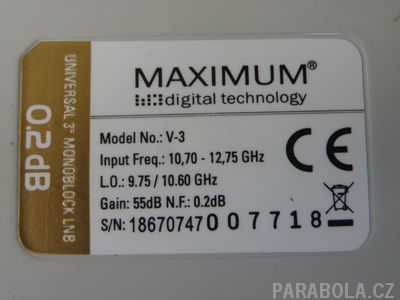 0.2dB
UNIVERSAL 3° MONOBLOCK LNB
MAXIMUM®
digital technology
Model No.: V-3
Input Freq.: 10,70 - 12,75 GHz
L.O.: 9.75 / 10.60 GHz
Gain: 55dB N.F.: 0.2dB
S/N: 18670747007718
CE
PARABOLA.CZ